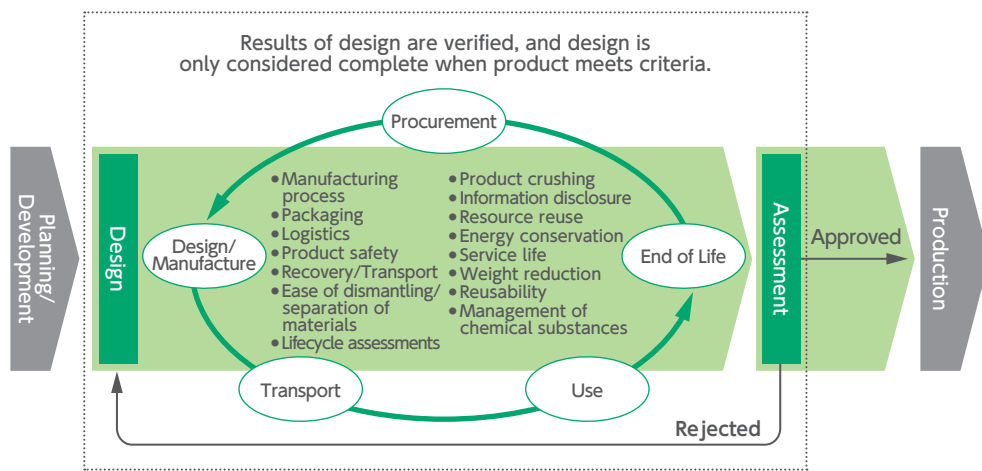 Results of design are verified, and design is
only considered complete when product meets criteria.
Planning/
Development
Design
Procurement
Design/
Manufacture
• Manufacturing
process
• Packaging
• Logistics
• Product safety
• Recovery/Transport
• Ease of dismantling/
separation of
materials
• Lifecycle assessments
• Product crushing
• Information disclosure
• Resource reuse
• Energy conservation
• Service life
• Weight reduction
• Reusability
• Management of
chemical substances
End of Life
Transport
Use
Assessment
Approved
Rejected
Production